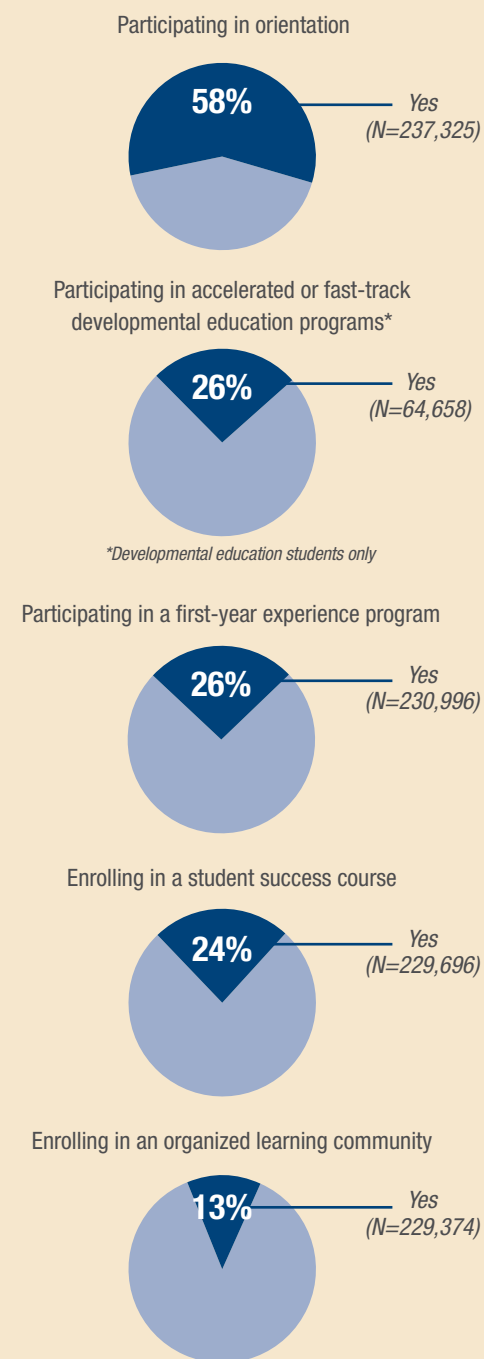 Participating in orientation
58%
Yes
(N=237,325)
Participating in accelerated or fast-track
developmental education programs*
26%
Yes
(N=64,658)
*Developmental education students only
Participating in a first-year experience program
26%
Yes
(N=230,996)
Enrolling in a student success course
24%
Yes
(N=229,696)
Enrolling in an organized learning community
13%
Yes
(N=229,374)